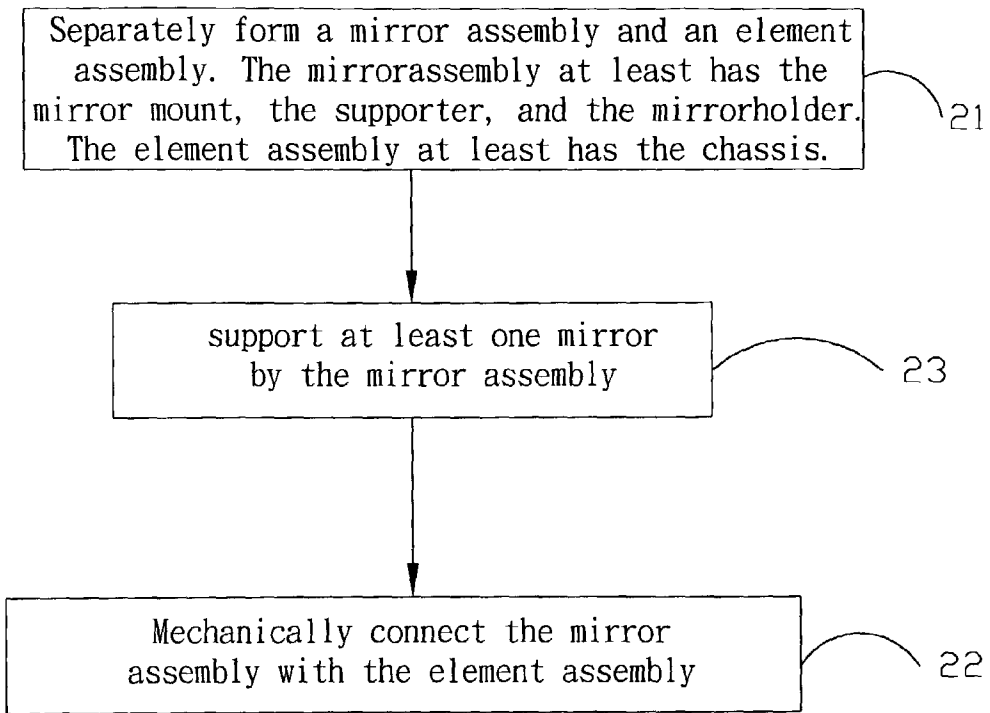 Separately form a mirror assembly and an element
assembly. The mirrorassembly at least has the
mirror mount, the supporter, and the mirrorholder.
The element assembly at least has the chassis.
21
support at least one mirror
by the mirror assembly
23
Mechanically connect the mirror
assembly with the element assembly
22